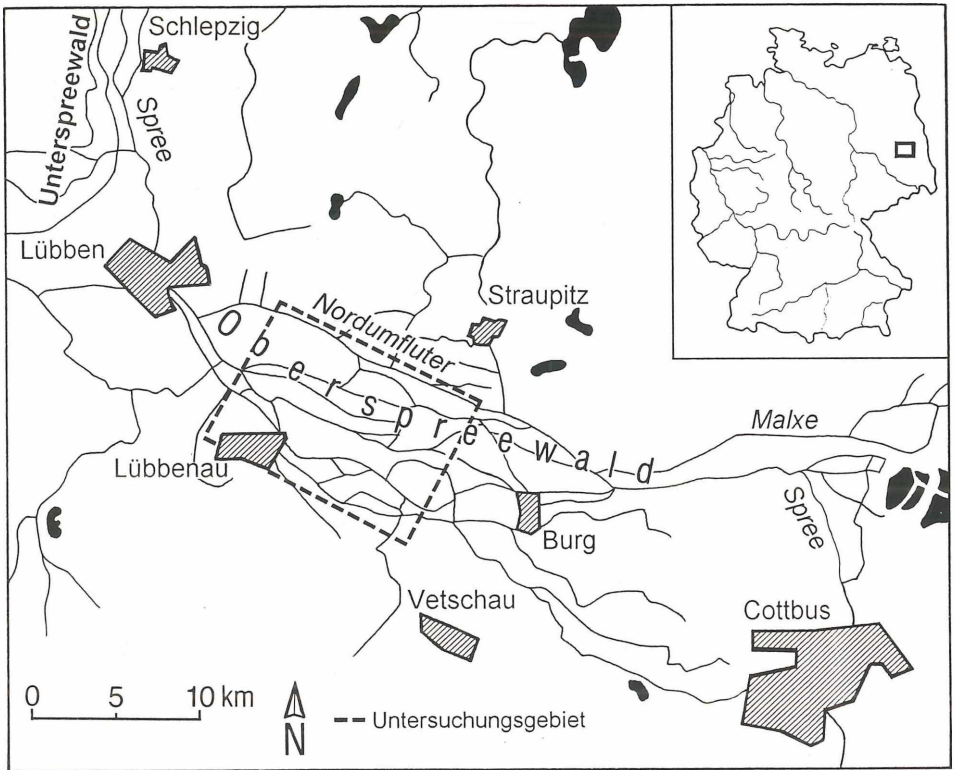 Schlepzig
Unterspreewald
Spree
Lübben
Straupitz
Nordumfluter
Oberspreewald
Malxe
Lübbenau
Spree
Burg
Vetschau
Cottbus
0 5 10 km
N
Untersuchungsgebiet